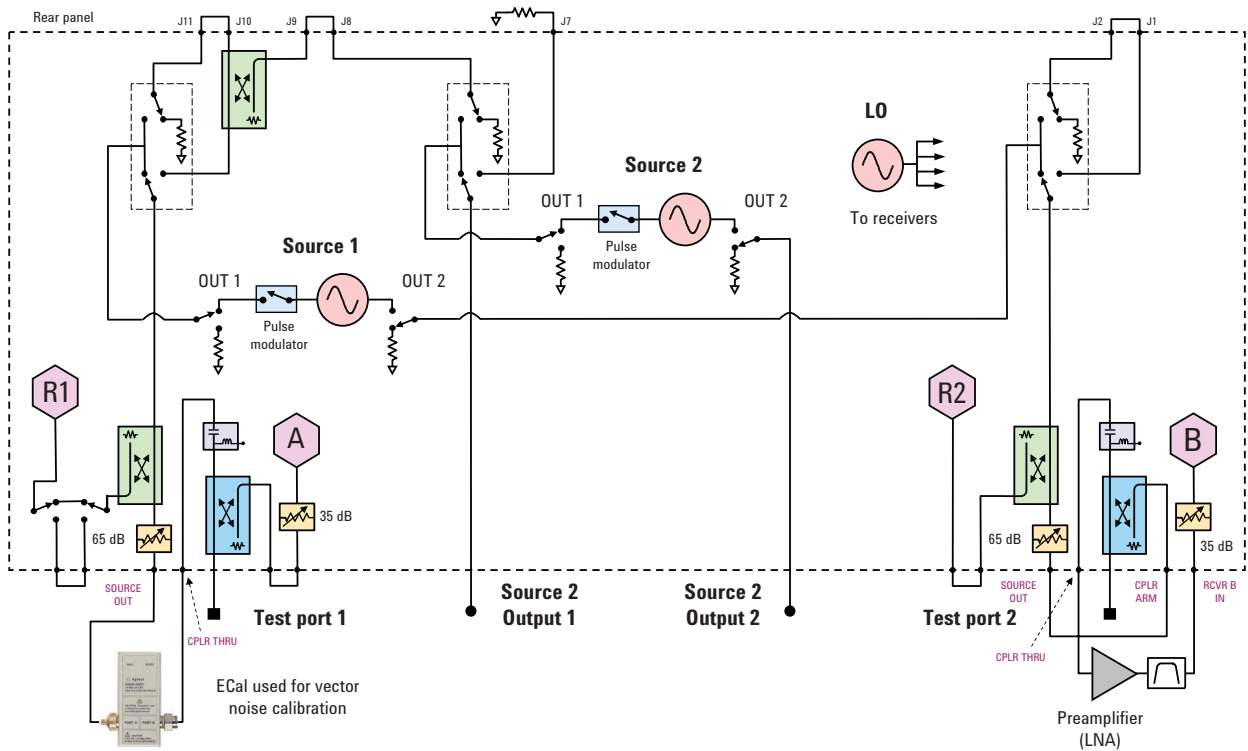 Rear panel
J11
J10
J9
J8
J7
J2
J1
LO
To receivers
Source 2
OUT 1
OUT 2
Pulse
modulator
Source 1
OUT 1
OUT 2
Pulse
modulator
R1
A
R2
B
65 dB
35 dB
65 dB
35 dB
SOURCE
OUT
CPLR THRU
Test port 1
Source 2
Output 1
Source 2
Output 2
Test port 2
SOURCE
OUT
CPLR
ARM
RCVR B
IN
CPLR THRU
Agilent
PORT A
PORT B
ECal used for vector
noise calibration
Preamplifier
(LNA)